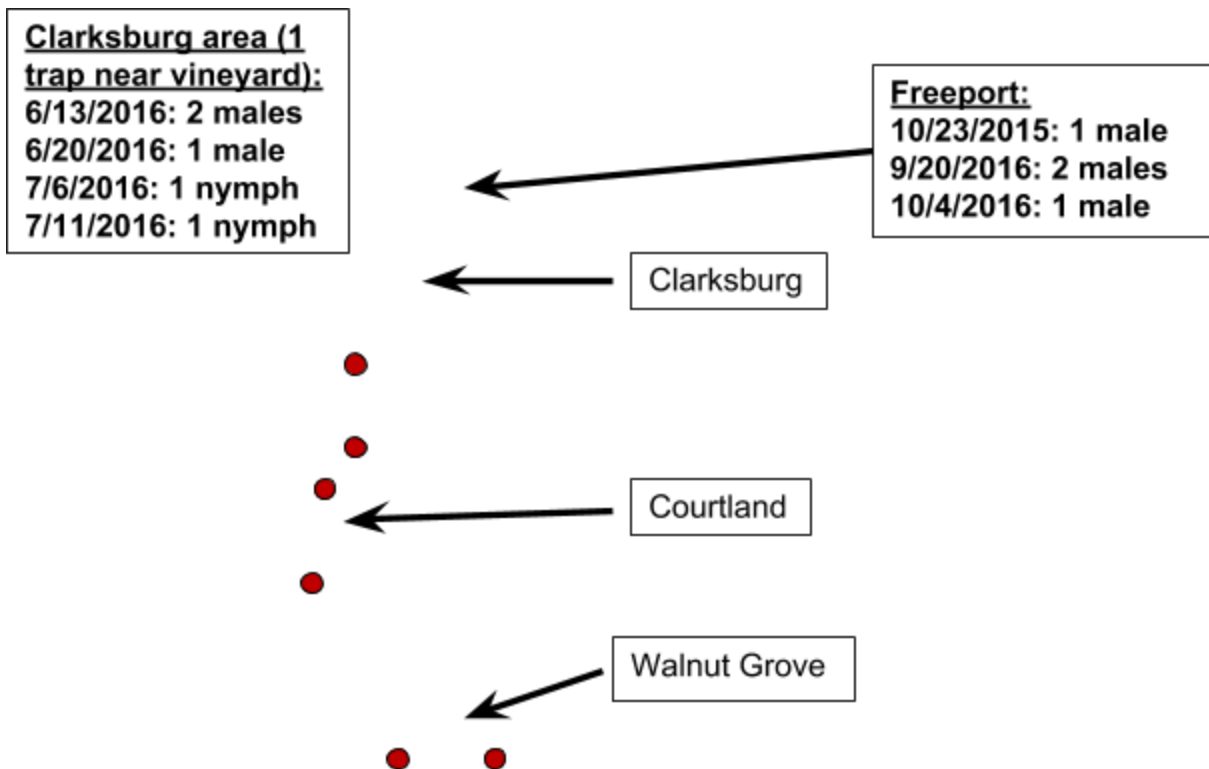 Clarksburg area (1
trap near vineyard):
6/13/2016: 2 males
6/20/2016: 1 male
7/6/2016: 1 nymph
7/11/2016: 1 nymph
Freeport:
10/23/2015: 1 male
9/20/2016: 2 males
10/4/2016: 1 male
Clarksburg
Courtland
Walnut Grove